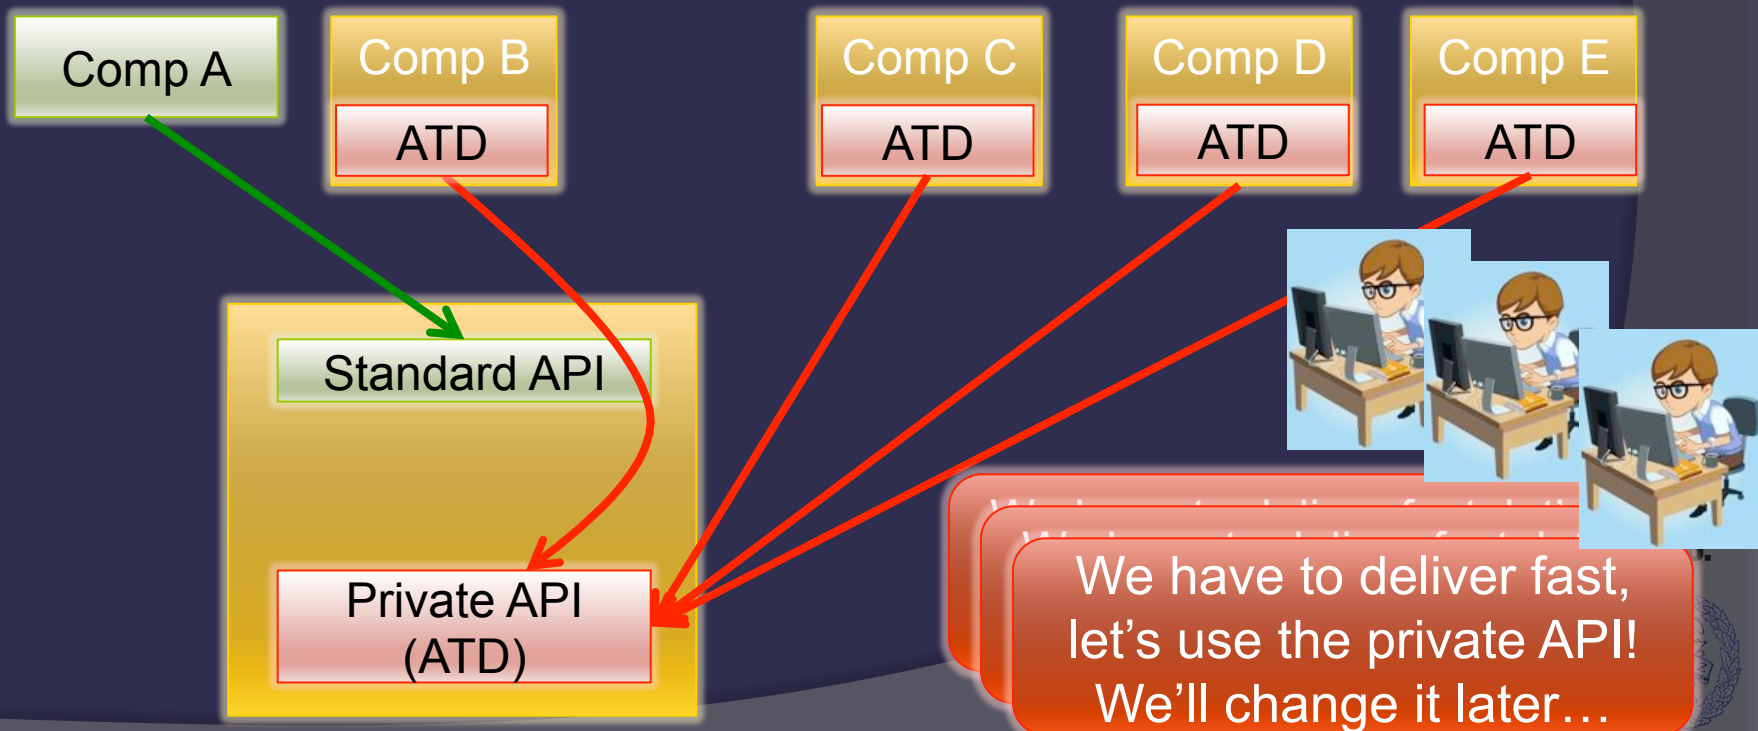 Comp A
Comp B
Comp C
Comp D
Comp E
ATD
ATD
ATD
ATD
Standard API
Private API
(ATD)
We have to deliver fast,
let’s use the private API!
We’ll change it later…